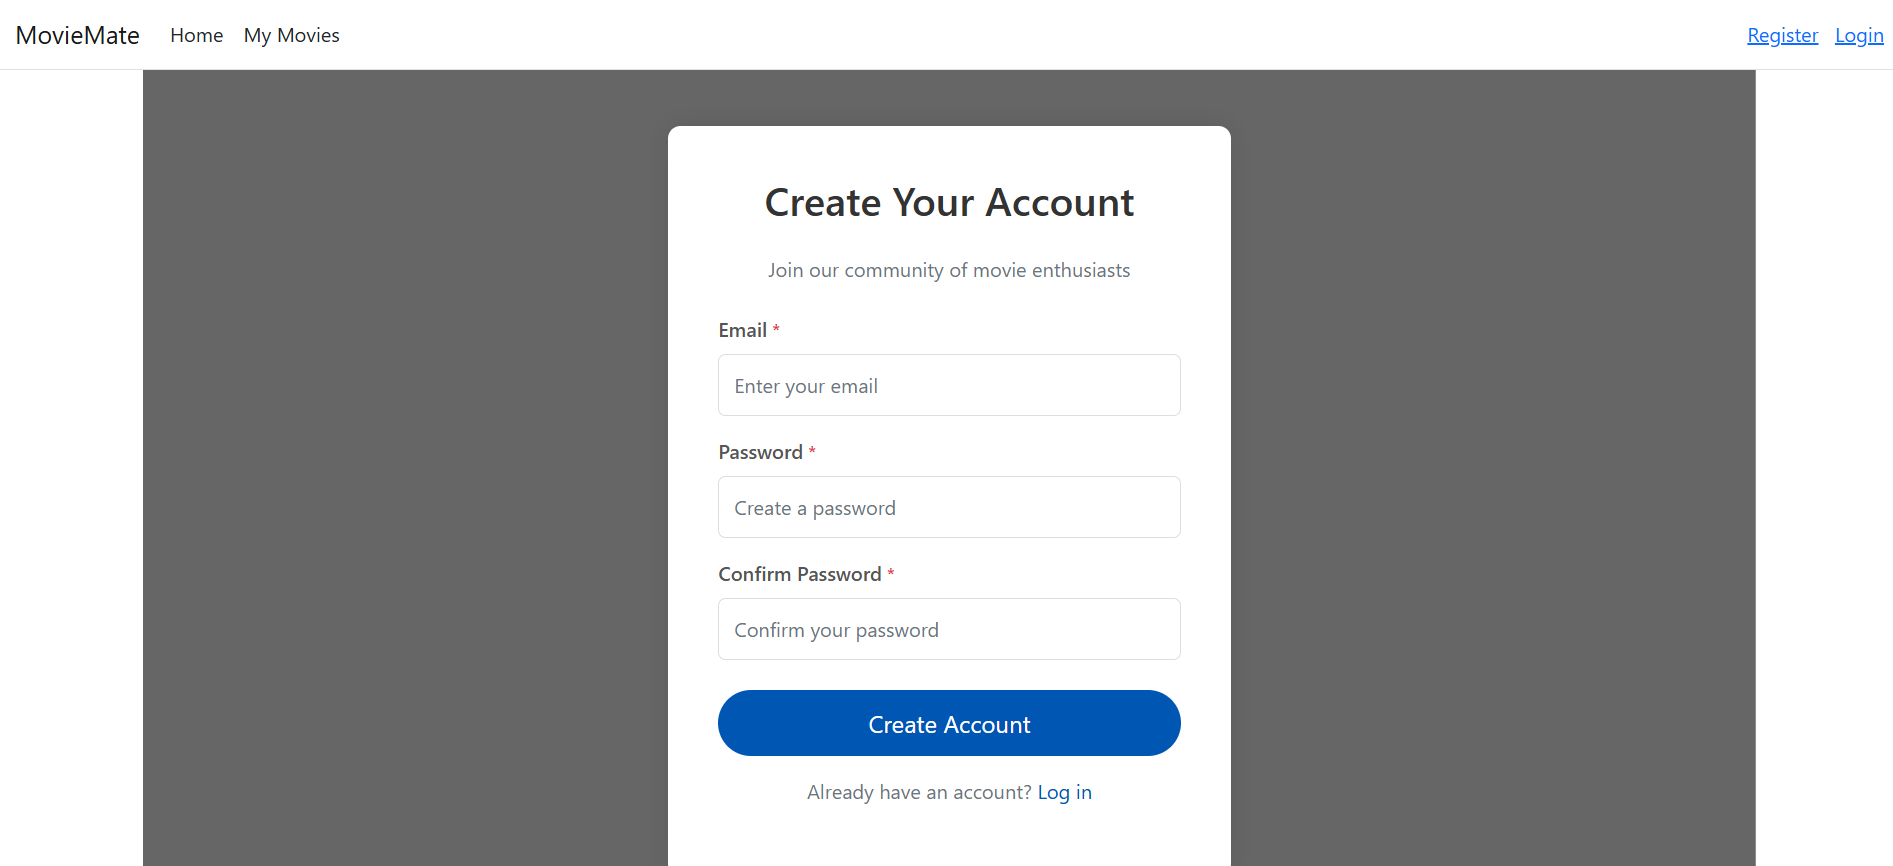 MovieMate Home My Movies Register Login
Create Your Account
Join our community of movie enthusiasts
Email *
Enter your email
Password *
Create a password
Confirm Password *
Confirm your password
Create Account
Already have an account? Log in